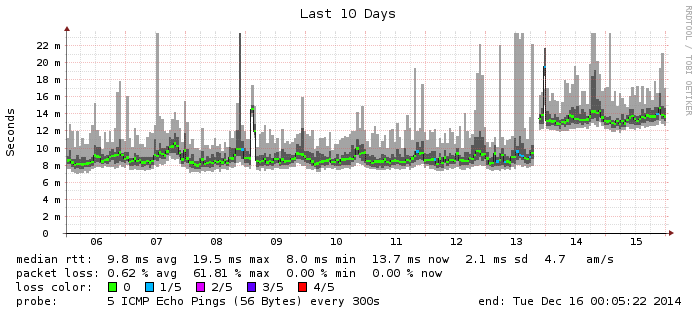 Last 10 Days
RRDTOOL / TOBI OETIKER
Seconds
22 m
20 m
18 m
16 m
14 m
12 m
10 m
8 m
6 m
4 m
2 m
0
06 07 08 09 10 11 12 13 14 15
median rtt: 9.8 ms avg 19.5 ms max 8.0 ms min 13.7 ms now 2.1 ms sd 4.7 am/s
packet loss: 0.62 % avg 61.81 % max 0.00 % min 0.00 % now
loss color: 0 1/5 2/5 3/5 4/5
probe: 5 ICMP Echo Pings (56 Bytes) every 300s end: Tue Dec 16 00:05:22 2014